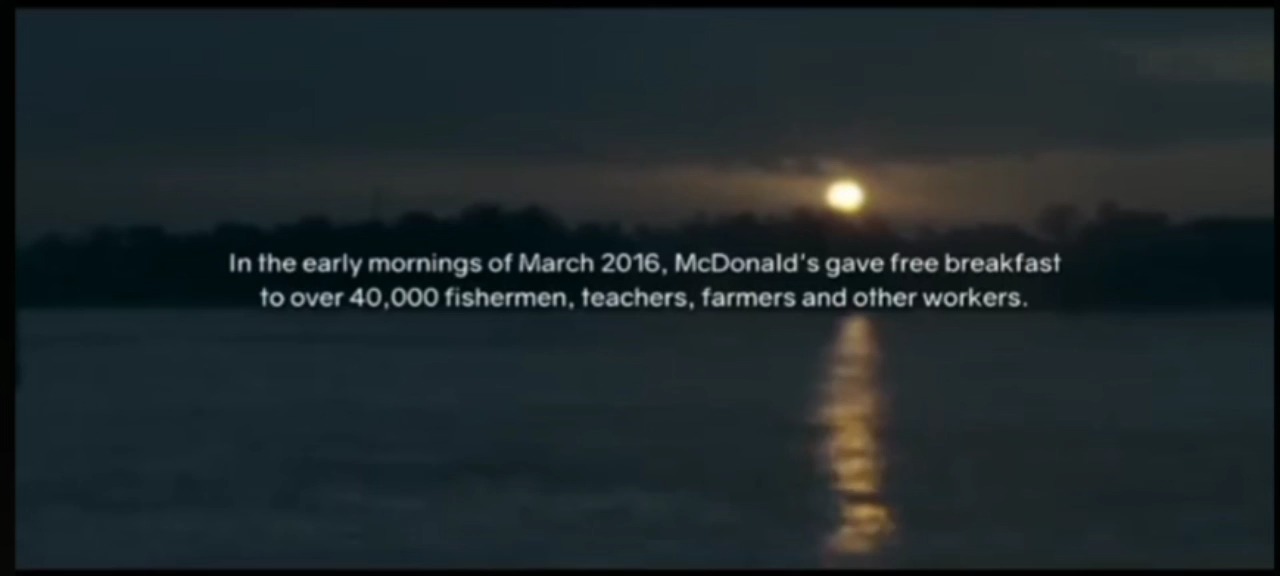 In the early mornings of March 2016, McDonald's gave free breakfast
to over 40,000 fishermen, teachers, farmers and other workers.